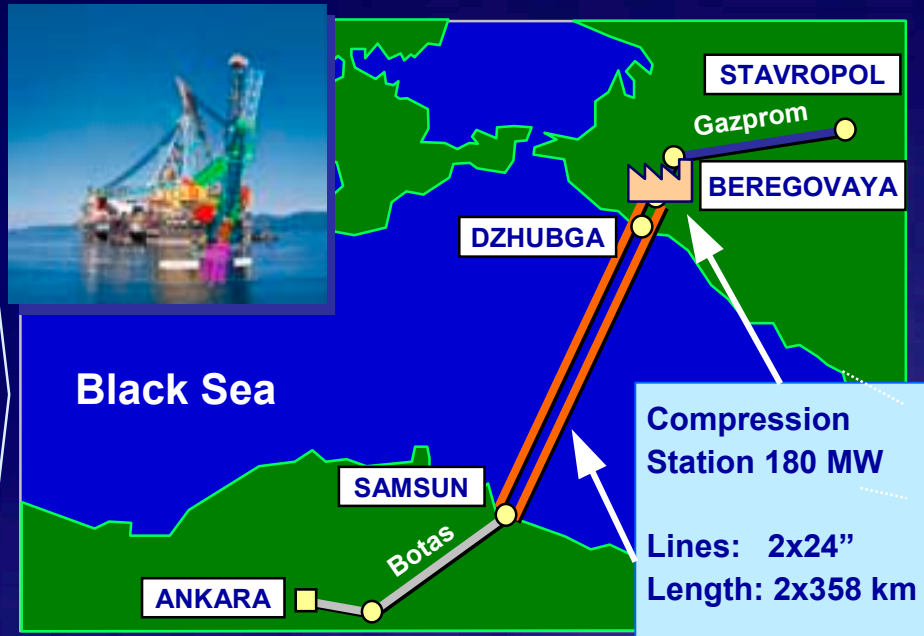 STAVROPOL
Gazprom
BEREGOVAYA
DZHUBGA
Black Sea
SAMSUN
Botas
ANKARA
Compression
Station 180 MW
Lines: 2x24”
Length: 2x358 km